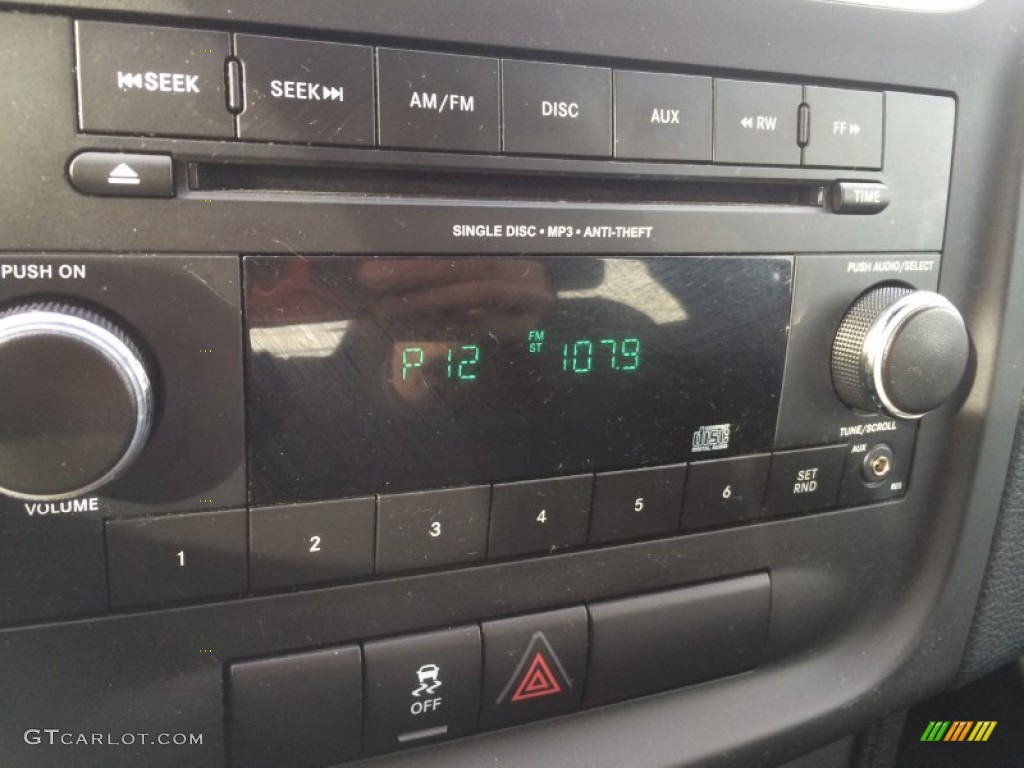 SEEK
SEEK
AM/FM
DISC
AUX
RW
FF
TIME
SINGLE DISC • MP3 • ANTI-THEFT
PUSH ON
PUSH AUDIO/SELECT
P 12
FM
ST
107.9
disc
VOLUME
TUNE/SCROLL
AUX
1
2
3
4
5
6
SET
RND
OFF
GTCARLOT.COM